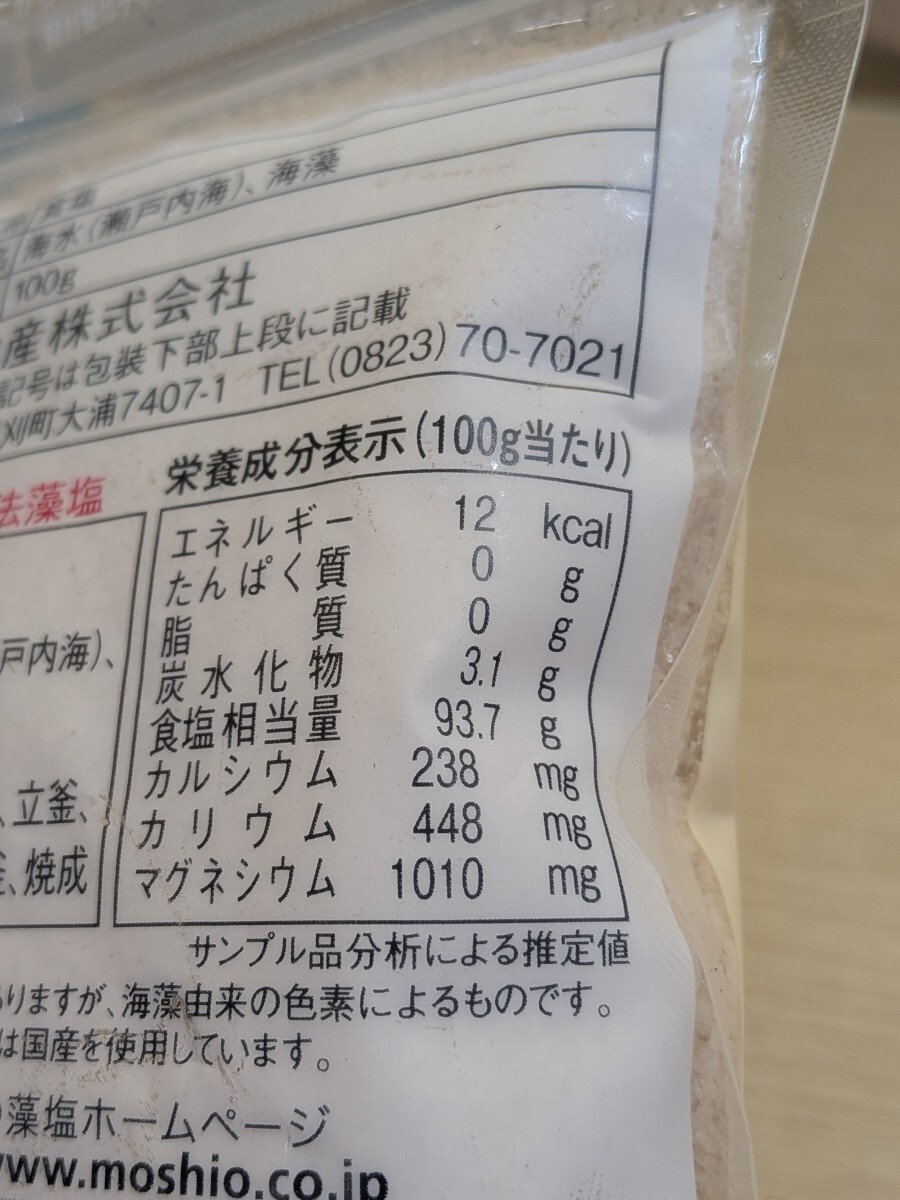 海水(瀬戸内海)、海藻
100g
産株式会社
記号は包装下部上段に記載
刈町大浦7407-1 TEL(0823)70-7021
法藻塩
戸内海)、
、立釜、
釜、焼成
栄養成分表示(100g当たり)
エネルギー 12 kcal
たんぱく質 0 g
脂質 0 g
炭水化物 3.1 g
食塩相当量 93.7 g
カルシウム 238 mg
カリウム 448 mg
マグネシウム 1010 mg
サンプル品分析による推定値
ありますが、海藻由来の色素によるものです。
は国産を使用しています。
藻塩ホームページ
www.moshio.co.jp